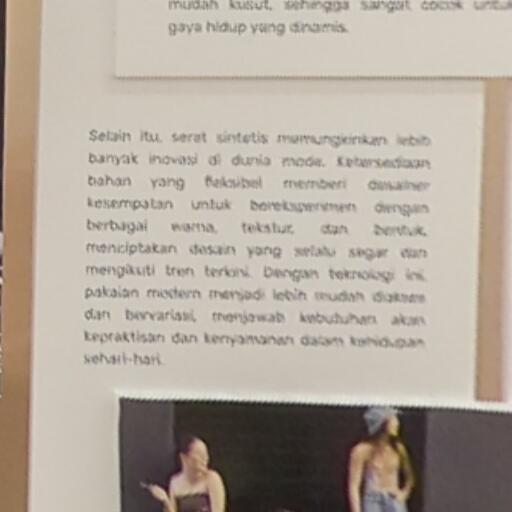 mudah kusut, sehingga sangat cocok untuk
gaya hidup yang dinamis.
Selain itu, serat sintetis memungkinkan lebih
banyak inovasi di dunia mode. Ketersediaan
bahan yang fleksibel memberi desainer
kesempatan untuk bereksperimen dengan
berbagai warna, tekstur, dan bentuk,
menciptakan desain yang selalu segar dan
mengikuti tren terkini. Dengan teknologi ini,
pakaian modern menjadi lebih mudah diakses
dan bervariasi, menjawab kebutuhan akan
kepraktisan dan kenyamanan dalam kehidupan
sehari-hari.